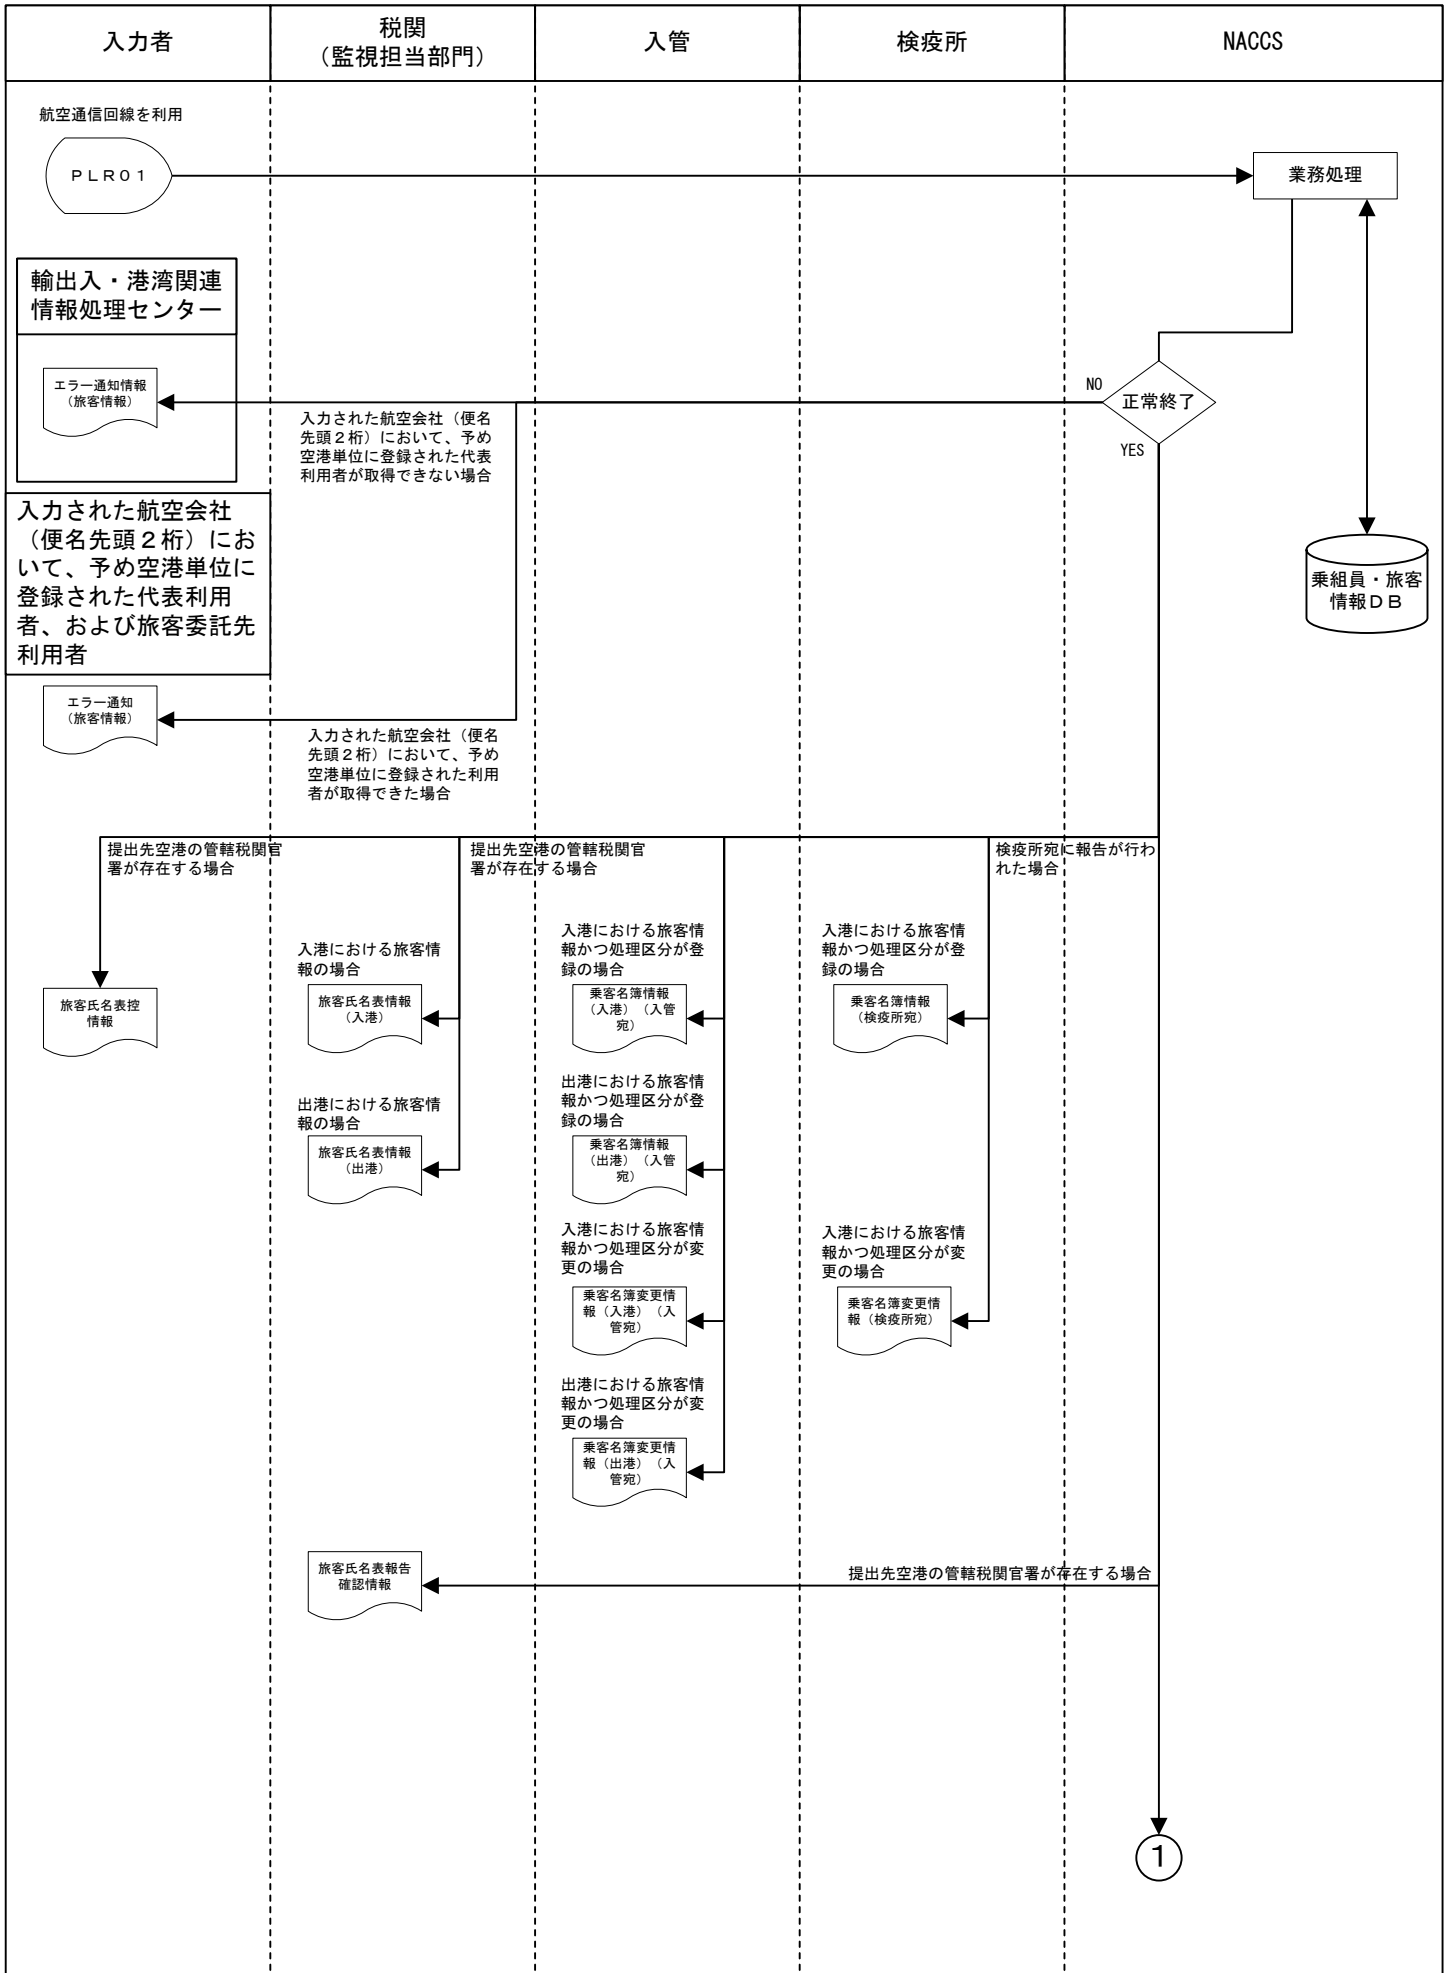 入力者
税関
（監視担当部門）
入管
検疫所
NACCS
航空通信回線を利用
ＰＬＲ０１
業務処理
輸出入・港湾関連
情報処理センター
エラー通知情報
（旅客情報）
入力された航空会社（便名
先頭２桁）において、予め
空港単位に登録された代表
利用者が取得できない場合
NO
正常終了
YES
入力された航空会社
（便名先頭２桁）にお
いて、予め空港単位に
登録された代表利用
者、および旅客委託先
利用者
乗組員・旅客
情報ＤＢ
エラー通知
（旅客情報）
入力された航空会社（便名
先頭２桁）において、予め
空港単位に登録された利用
者が取得できた場合
提出先空港の管轄税関官
署が存在する場合
提出先空港の管轄税関官
署が存在する場合
検疫所宛に報告が行わ
れた場合
旅客氏名表控
情報
入港における旅客情
報の場合
旅客氏名表情報
（入港）
出港における旅客情
報の場合
旅客氏名表情報
（出港）
入港における旅客情
報かつ処理区分が登
録の場合
乗客名簿情報
（入港）（入管
宛）
出港における旅客情
報かつ処理区分が登
録の場合
乗客名簿情報
（出港）（入管
宛）
入港における旅客情
報かつ処理区分が変
更の場合
乗客名簿変更情
報（入港）（入
管宛）
出港における旅客情
報かつ処理区分が変
更の場合
乗客名簿変更情
報（出港）（入
管宛）
入港における旅客情
報かつ処理区分が登
録の場合
乗客名簿情報
（検疫所宛）
入港における旅客情
報かつ処理区分が変
更の場合
乗客名簿変更情
報（検疫所宛）
旅客氏名表報告
確認情報
提出先空港の管轄税関官署が存在する場合
1